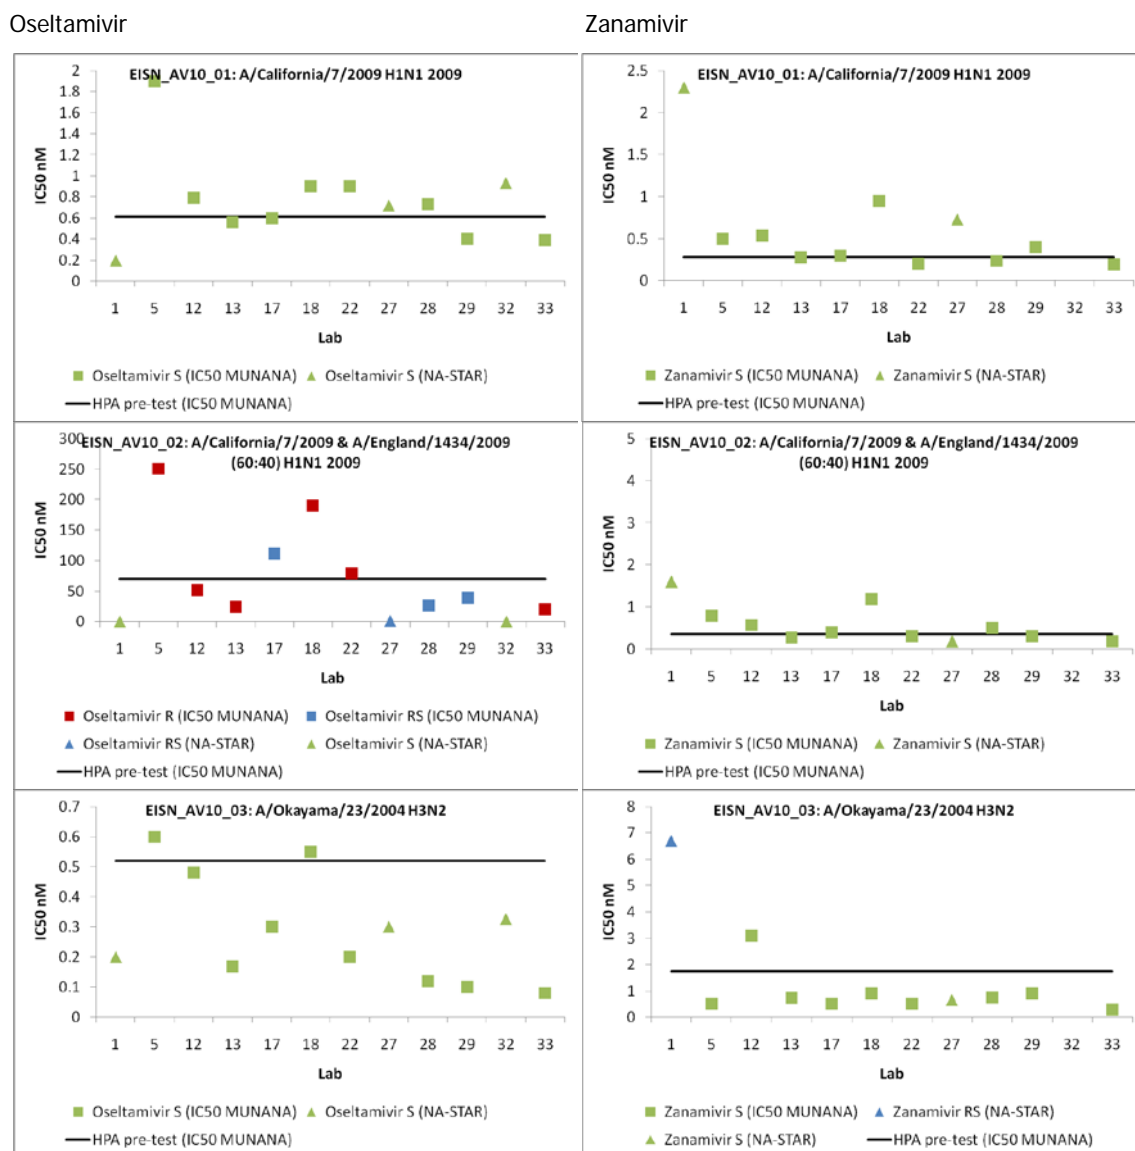 Oseltamivir
Zanamivir
EISN_AV10_01: A/California/7/2009 H1N1 2009
IC50 nM
2
1.8
1.6
1.4
1.2
1
0.8
0.6
0.4
0.2
0
1 5 12 13 17 18 22 27 28 29 32 33
Lab
Oseltamivir S (IC50 MUNANA) Oseltamivir S (NA-STAR)
HPA pre-test (IC50 MUNANA)
EISN_AV10_01: A/California/7/2009 H1N1 2009
IC50 nM
2.5
2
1.5
1
0.5
0
1 5 12 13 17 18 22 27 28 29 32 33
Lab
Zanamivir S (IC50 MUNANA) Zanamivir S (NA-STAR)
HPA pre-test (IC50 MUNANA)
EISN_AV10_02: A/California/7/2009 & A/England/1434/2009
(60:40) H1N1 2009
IC50 nM
300
250
200
150
100
50
0
1 5 12 13 17 18 22 27 28 29 32 33
Lab
Oseltamivir R (IC50 MUNANA) Oseltamivir RS (IC50 MUNANA)
Oseltamivir RS (NA-STAR) Oseltamivir S (NA-STAR)
HPA pre-test (IC50 MUNANA)
EISN_AV10_02: A/California/7/2009 & A/England/1434/2009
(60:40) H1N1 2009
IC50 nM
5
4
3
2
1
0
1 5 12 13 17 18 22 27 28 29 32 33
Lab
Zanamivir S (IC50 MUNANA) Zanamivir S (NA-STAR)
HPA pre-test (IC50 MUNANA)
EISN_AV10_03: A/Okayama/23/2004 H3N2
IC50 nM
0.7
0.6
0.5
0.4
0.3
0.2
0.1
0
1 5 12 13 17 18 22 27 28 29 32 33
Lab
Oseltamivir S (IC50 MUNANA) Oseltamivir S (NA-STAR)
HPA pre-test (IC50 MUNANA)
EISN_AV10_03: A/Okayama/23/2004 H3N2
IC50 nM
8
7
6
5
4
3
2
1
0
1 5 12 13 17 18 22 27 28 29 32 33
Lab
Zanamivir S (IC50 MUNANA) Zanamivir RS (NA-STAR)
Zanamivir S (NA-STAR) HPA pre-test (IC50 MUNANA)